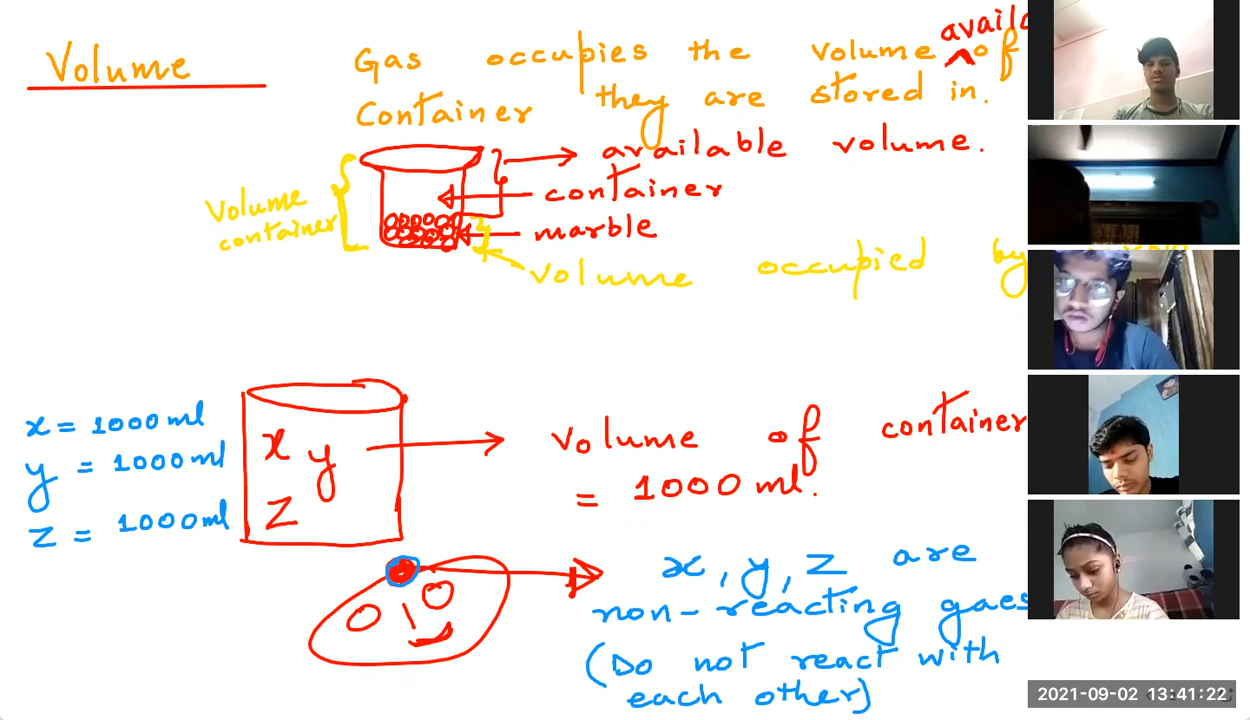 Volume
Gas occupies the volume of
Container they are stored in.
available volume.
container
marble
Volume
container
volume occupied by
x = 1000 ml
y = 1000 ml
z = 1000 ml
x y
z
volume of container
= 1000 ml.
x, y, z are
non-reacting gaes
(Do not react with
each other)
2021-09-02 13:41:22